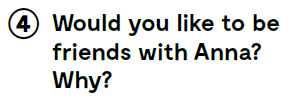 ④ Would you like to be
friends with Anna?
Why?